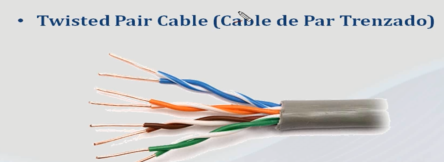 • Twisted Pair Cable (Cable de Par Trenzado)